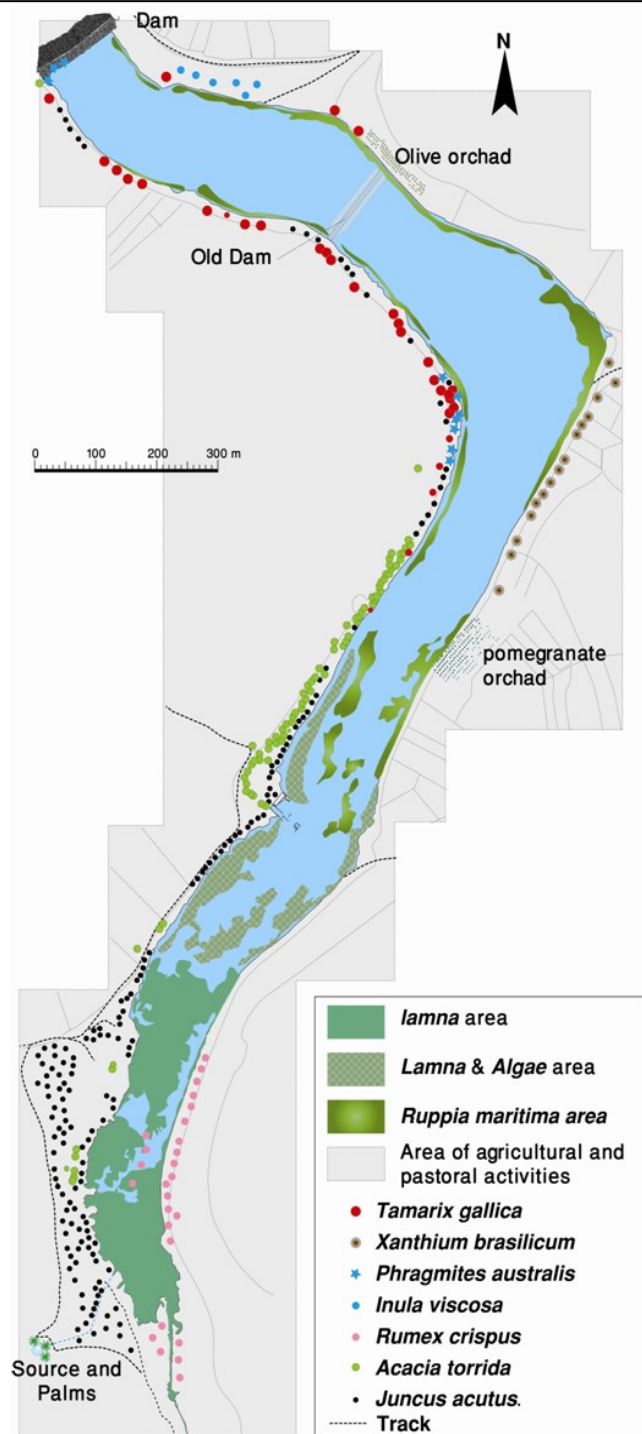 Dam
N
Olive orchad
Old Dam
0 100 200 300 m
pomegranate
orchad
Source and
Palms
lamna area
Lamna & Algae area
Ruppia maritima area
Area of agricultural and
pastoral activities
Tamarix gallica
Xanthium brasilicum
Phragmites australis
Inula viscosa
Rumex crispus
Acacia torrida
Juncus acutus.
Track